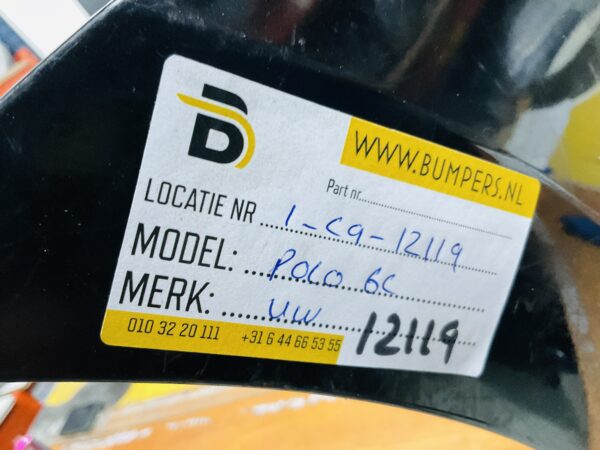 B
WWW.BUMPERS.NL
Part nr.
LOCATIE NR 1-C9-12119
MODEL: POLO 6C
MERK: VW
010 32 20 111 +31 6 44 66 53 55 12119